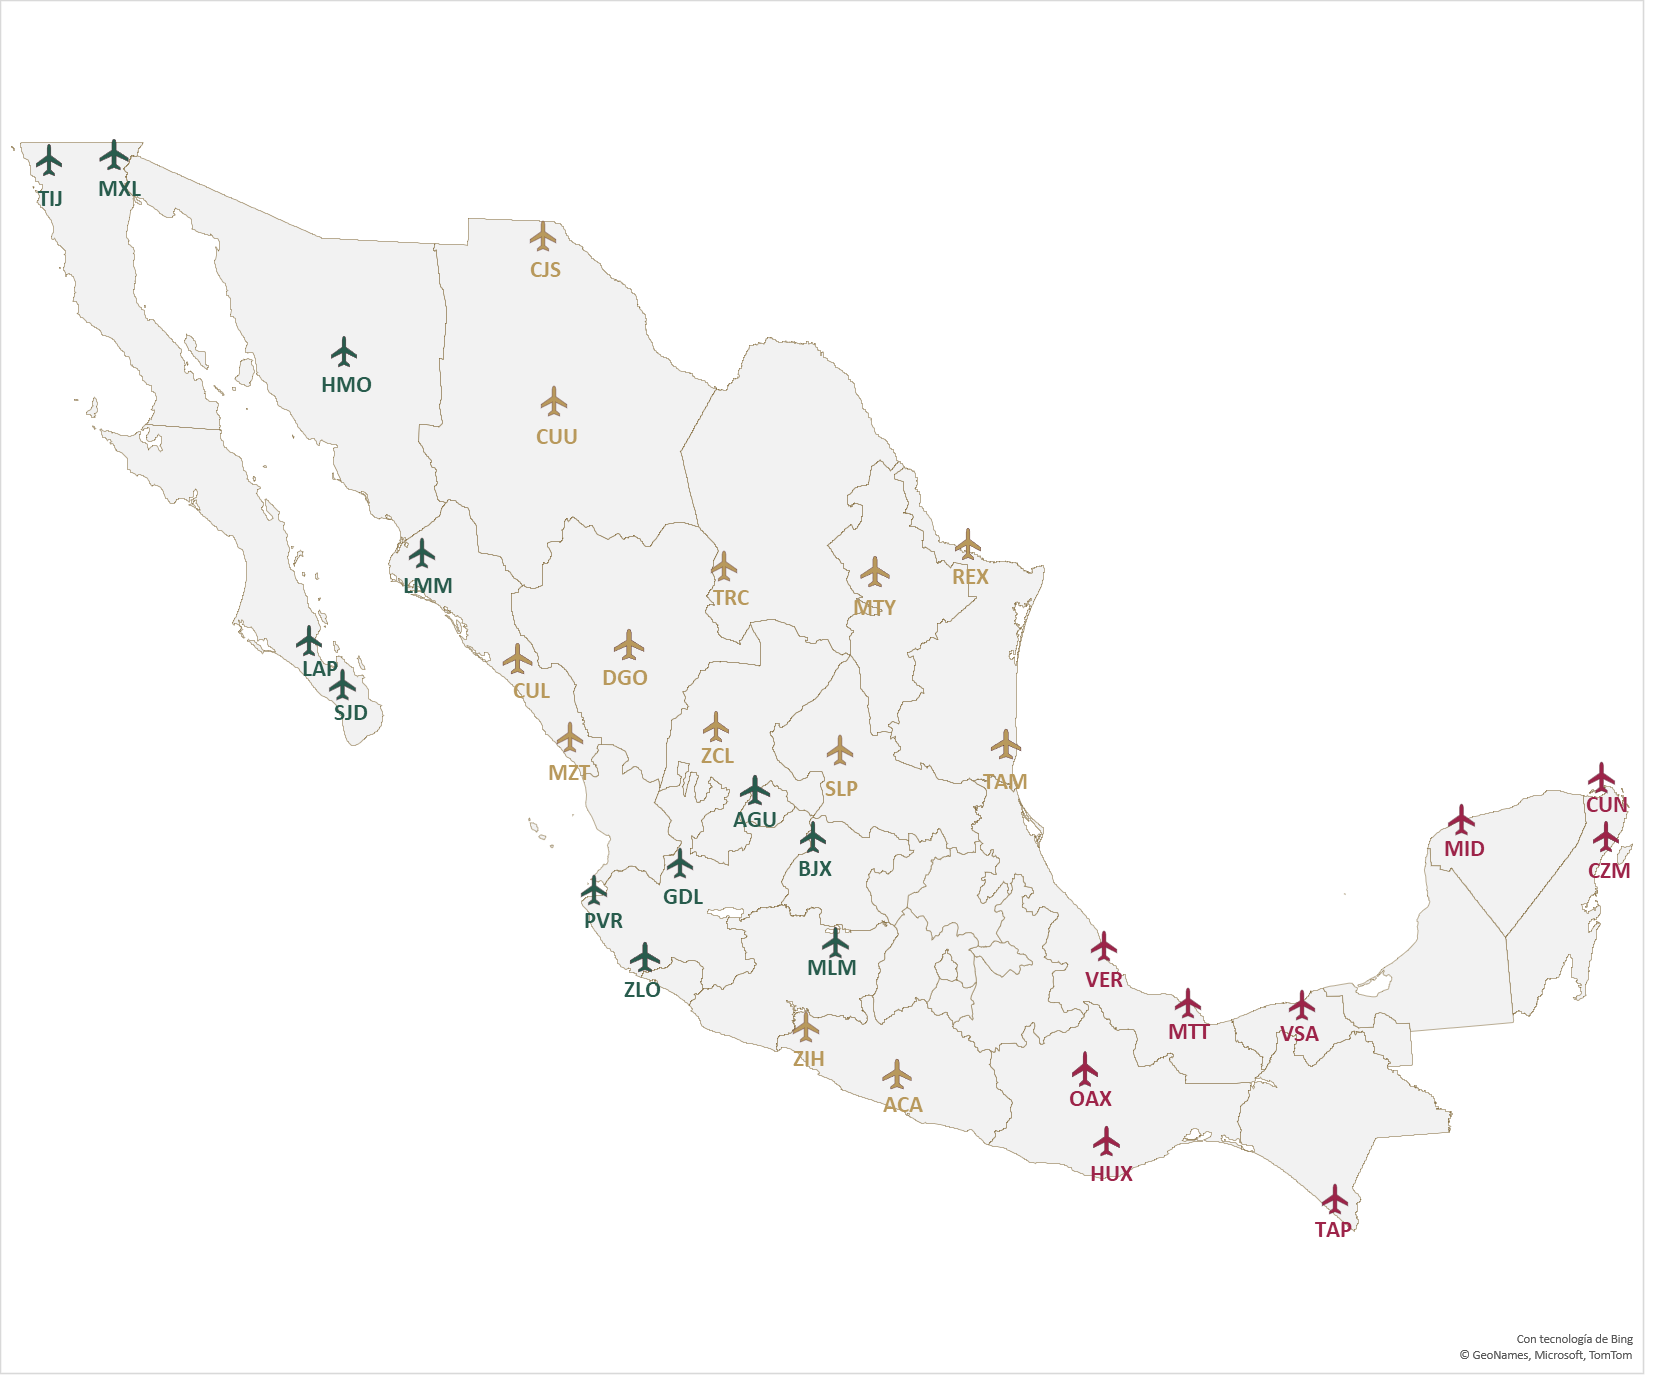 TIJ
MXL
CJS
HMO
CUU
LMM
TRC
MTY
REX
LAP
SJD
CUL
DGO
MZT
ZCL
SLP
TAM
AGU
BJX
GDL
PVR
MLM
ZLO
ZIH
ACA
CUN
MID
CZM
VER
MTT
VSA
OAX
HUX
TAP
Con tecnología de Bing
© GeoNames, Microsoft, TomTom